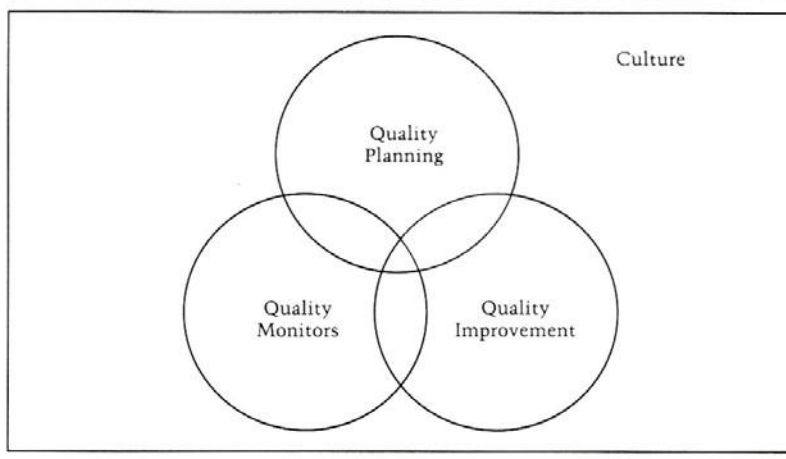 Culture
Quality
Planning
Quality
Monitors
Quality
Improvement